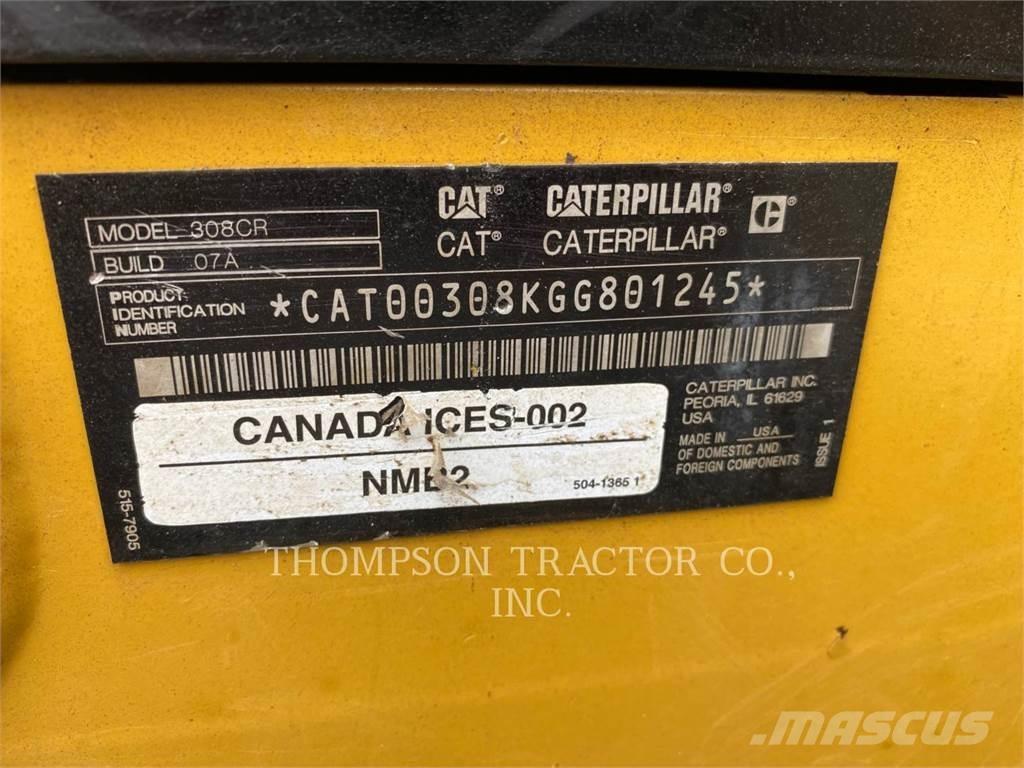 CAT® CATERPILLAR®
CAT® CATERPILLAR®
MODEL 308CR
BUILD 07A
PRODUCT
IDENTIFICATION
NUMBER
*CAT00308KGG801245*
CATERPILLAR INC.
PEORIA, IL 61629
USA
MADE IN USA
OF DOMESTIC AND
FOREIGN COMPONENTS
ISSUE 1
CANADA ICES-002
NMB2
504-1365 1
515-7905
THOMPSON TRACTOR CO.,
INC.
MASCUS